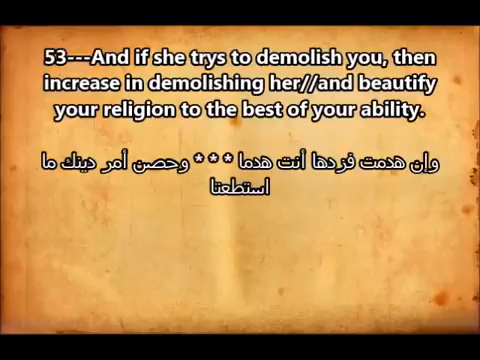 53---And if she trys to demolish you, then
increase in demolishing her//and beautify
your religion to the best of your ability.
وإن هدمت فزدها أنت هدما * * * وحصن أمر دينك ما
استطعتا